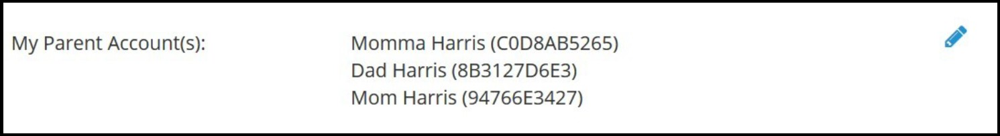 My Parent Account(s): Momma Harris (C0D8AB5265)
Dad Harris (8B3127D6E3)
Mom Harris (94766E3427)